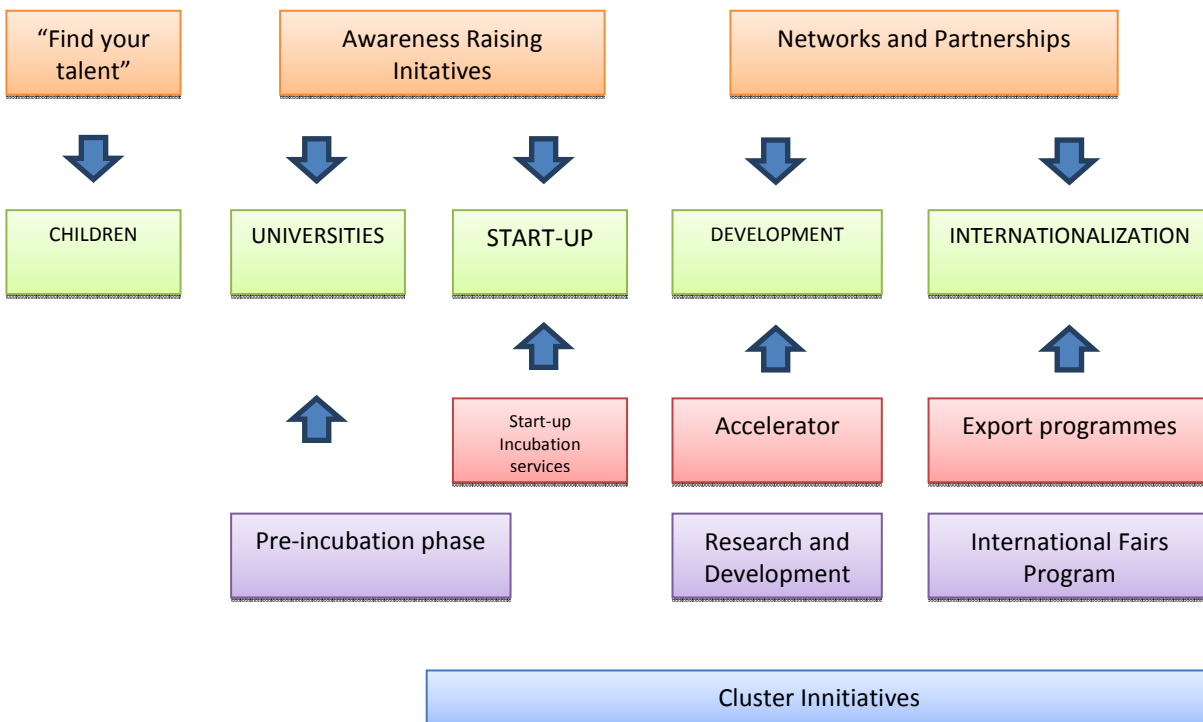 “Find your
talent”
Awareness Raising
Initatives
Networks and Partnerships
CHILDREN
UNIVERSITIES
START-UP
DEVELOPMENT
INTERNATIONALIZATION
Start-up
Incubation
services
Accelerator
Export programmes
Pre-incubation phase
Research and
Development
International Fairs
Program
Cluster Innitiatives